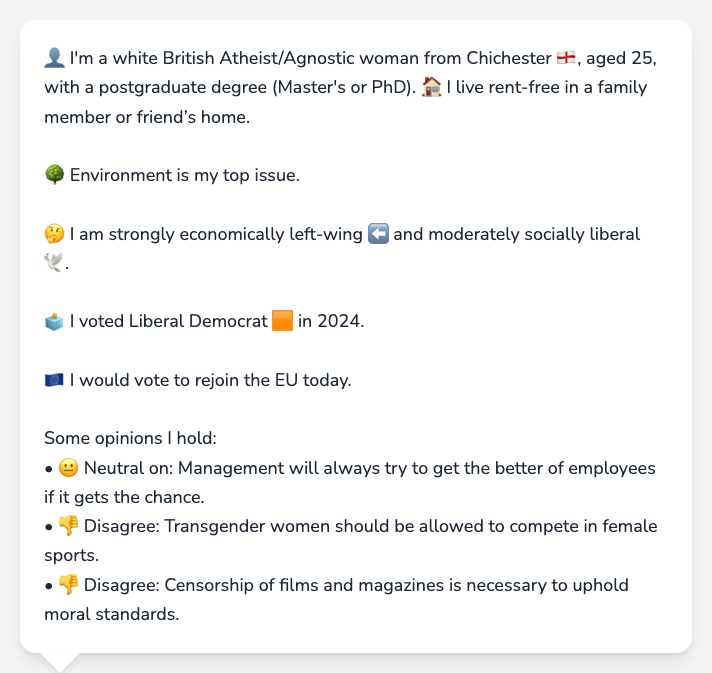 👤 I'm a white British Atheist/Agnostic woman from Chichester 🏴󠁧󠁢󠁥󠁮󠁧󠁿, aged 25,
with a postgraduate degree (Master's or PhD). 🏠 I live rent-free in a family
member or friend’s home.
🌳 Environment is my top issue.
🤔 I am strongly economically left-wing ⬅️ and moderately socially liberal
🕊️.
🗳️ I voted Liberal Democrat 🟧 in 2024.
🇪🇺 I would vote to rejoin the EU today.
Some opinions I hold:
• 😐 Neutral on: Management will always try to get the better of employees
if it gets the chance.
• 👎 Disagree: Transgender women should be allowed to compete in female
sports.
• 👎 Disagree: Censorship of films and magazines is necessary to uphold
moral standards.